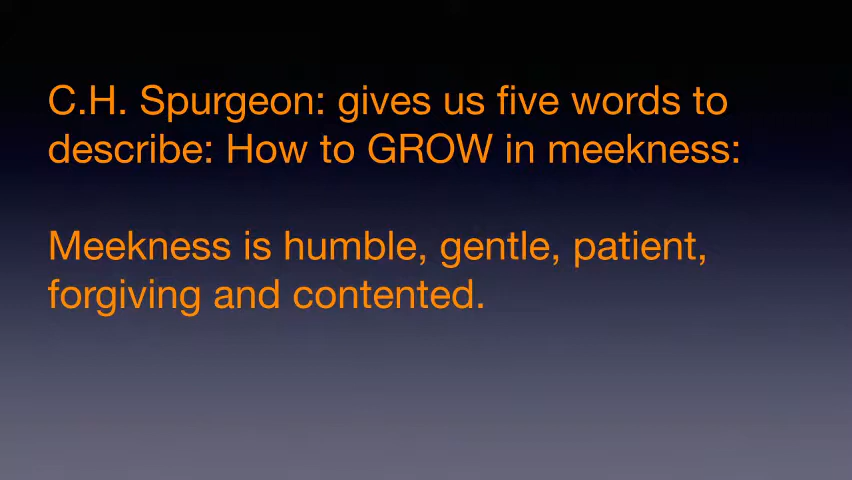 C.H. Spurgeon: gives us five words to
describe: How to GROW in meekness:
Meekness is humble, gentle, patient,
forgiving and contented.